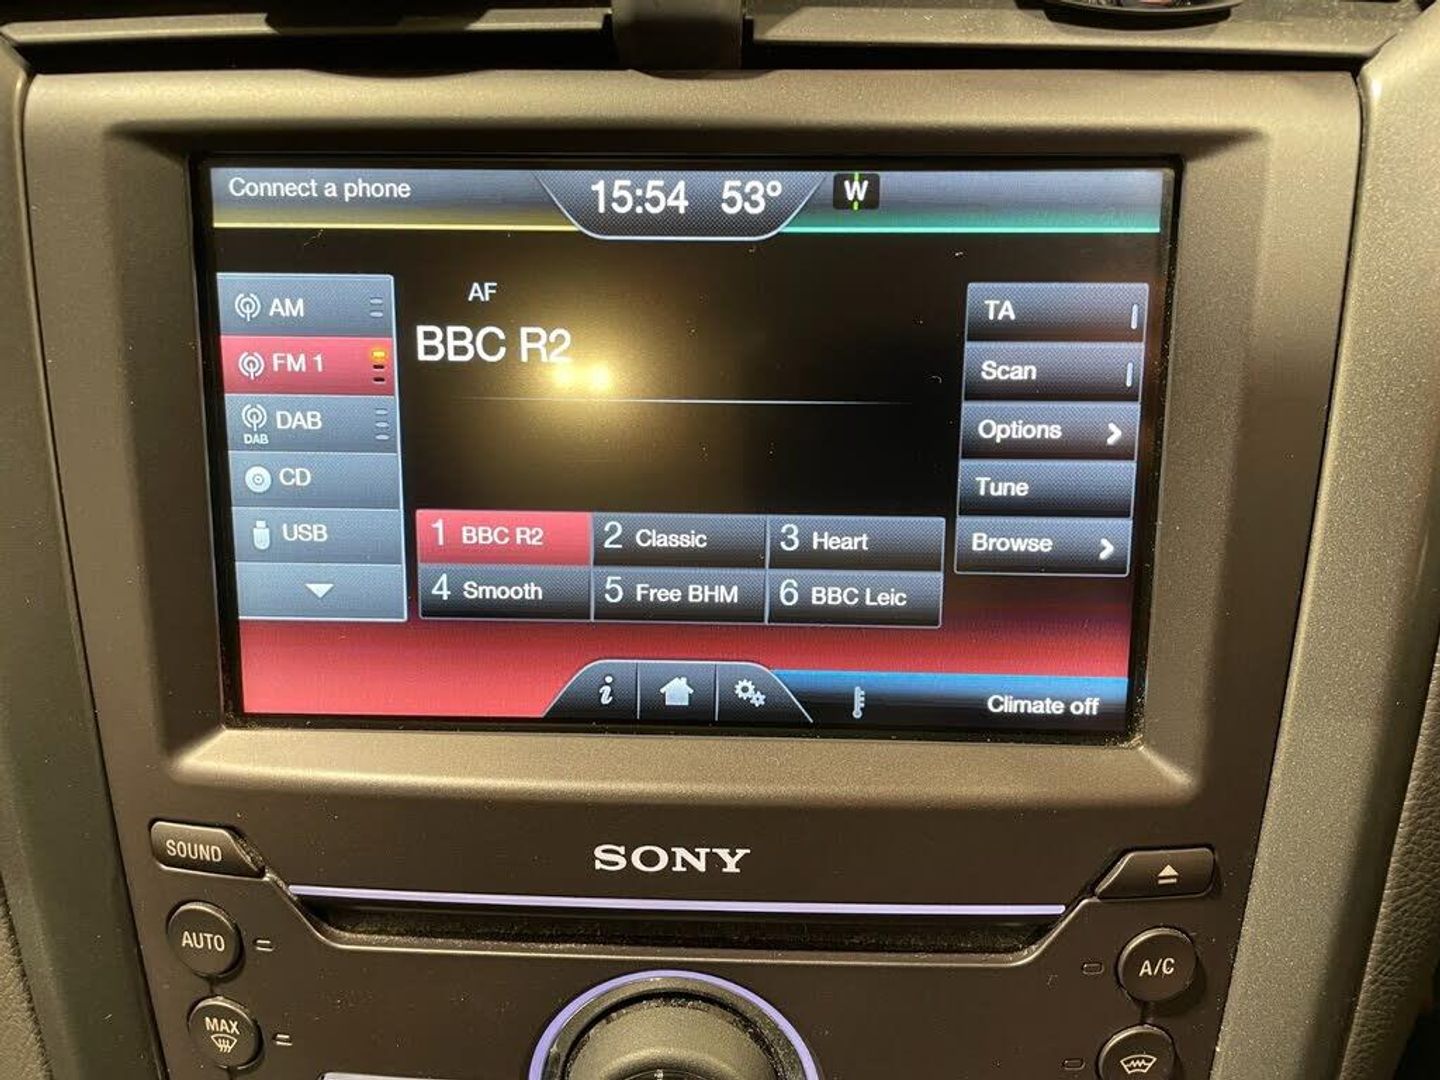 Connect a phone
15:54 53°
W
AM
FM 1
DAB
DAB
CD
USB
AF
BBC R2
TA
Scan
Options
Tune
Browse
1 BBC R2 2 Classic 3 Heart
4 Smooth 5 Free BHM 6 BBC Leic
i
Climate off
SOUND
SONY
AUTO
A/C
MAX